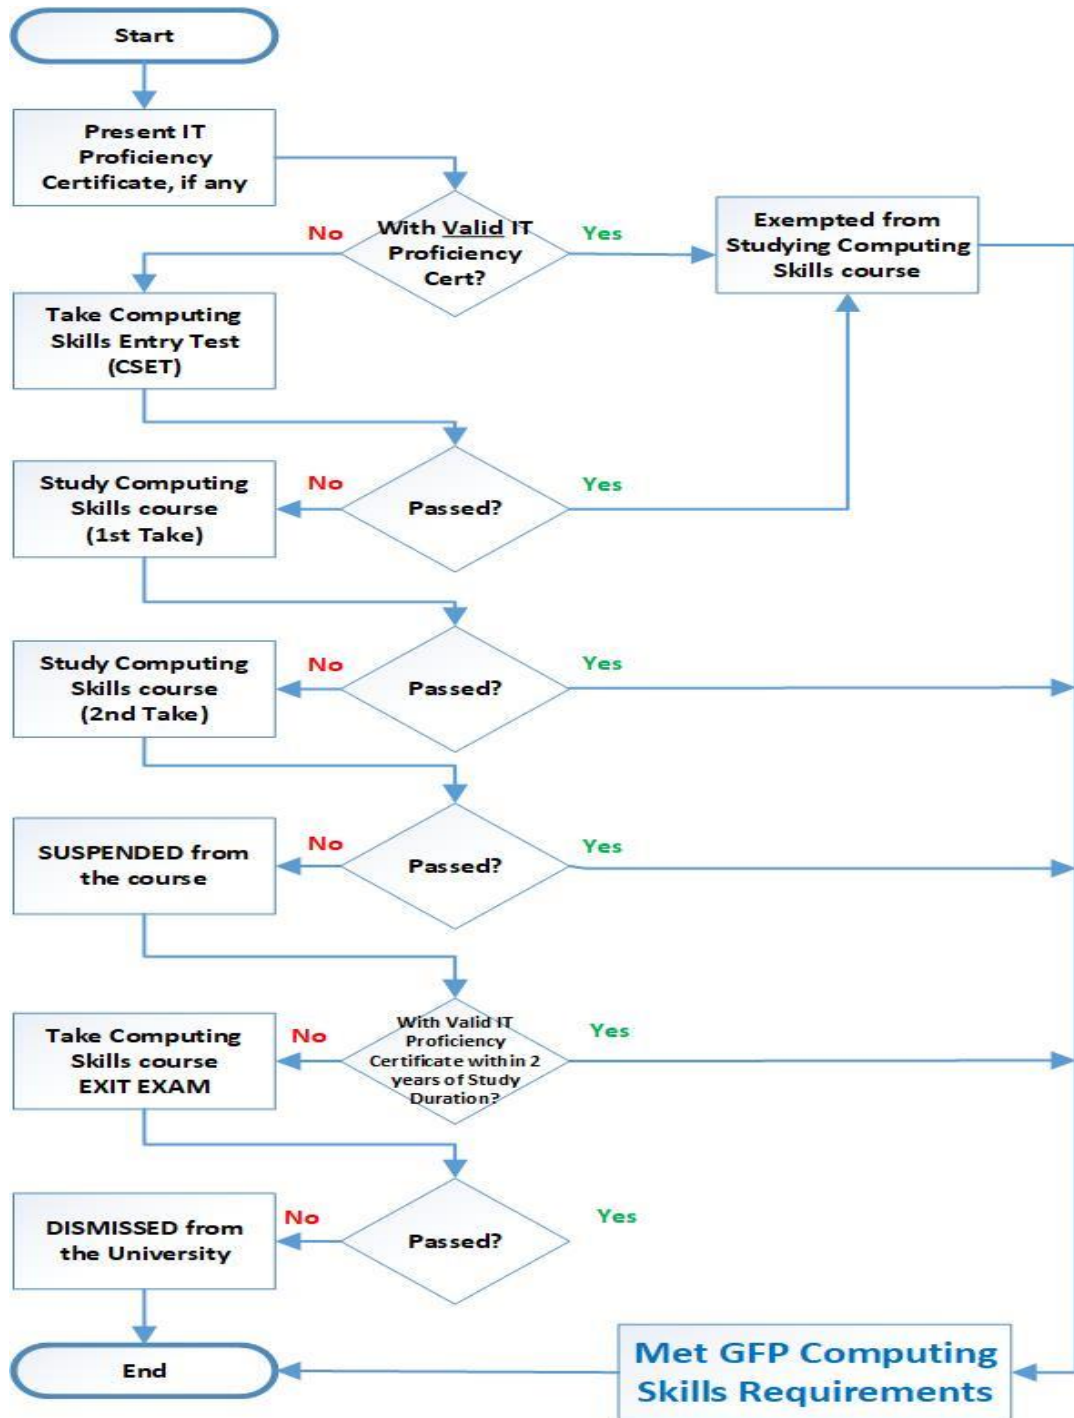 Start
Present IT
Proficiency
Certificate, if any
No
With Valid IT
Proficiency
Cert?
Yes
Exempted from
Studying Computing
Skills course
Take Computing
Skills Entry Test
(CSET)
Study Computing
Skills course
(1st Take)
No
Passed?
Yes
Study Computing
Skills course
(2nd Take)
No
Passed?
Yes
SUSPENDED from
the course
No
Passed?
Yes
Take Computing
Skills course
EXIT EXAM
No
With Valid IT
Proficiency
Certificate within 2
years of Study
Duration?
Yes
DISMISSED from
the University
No
Passed?
Yes
End
Met GFP Computing
Skills Requirements